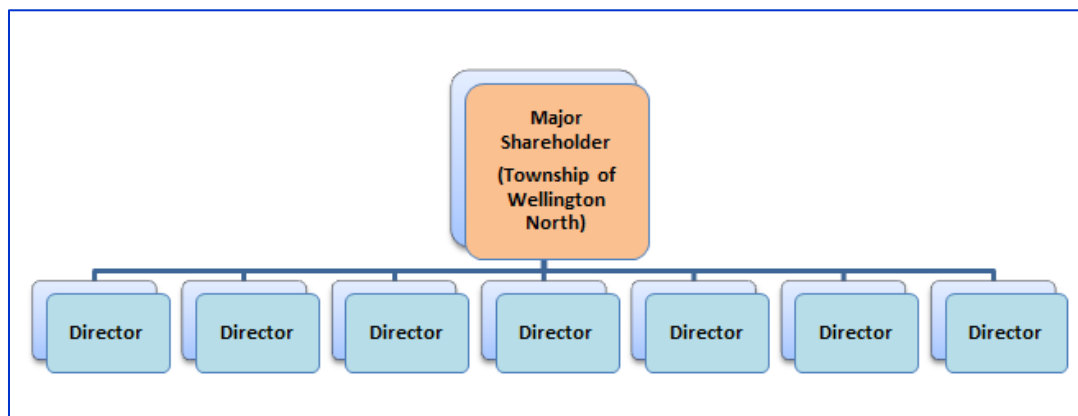 Major
Shareholder
(Township of
Wellington
North)
Director
Director
Director
Director
Director
Director
Director